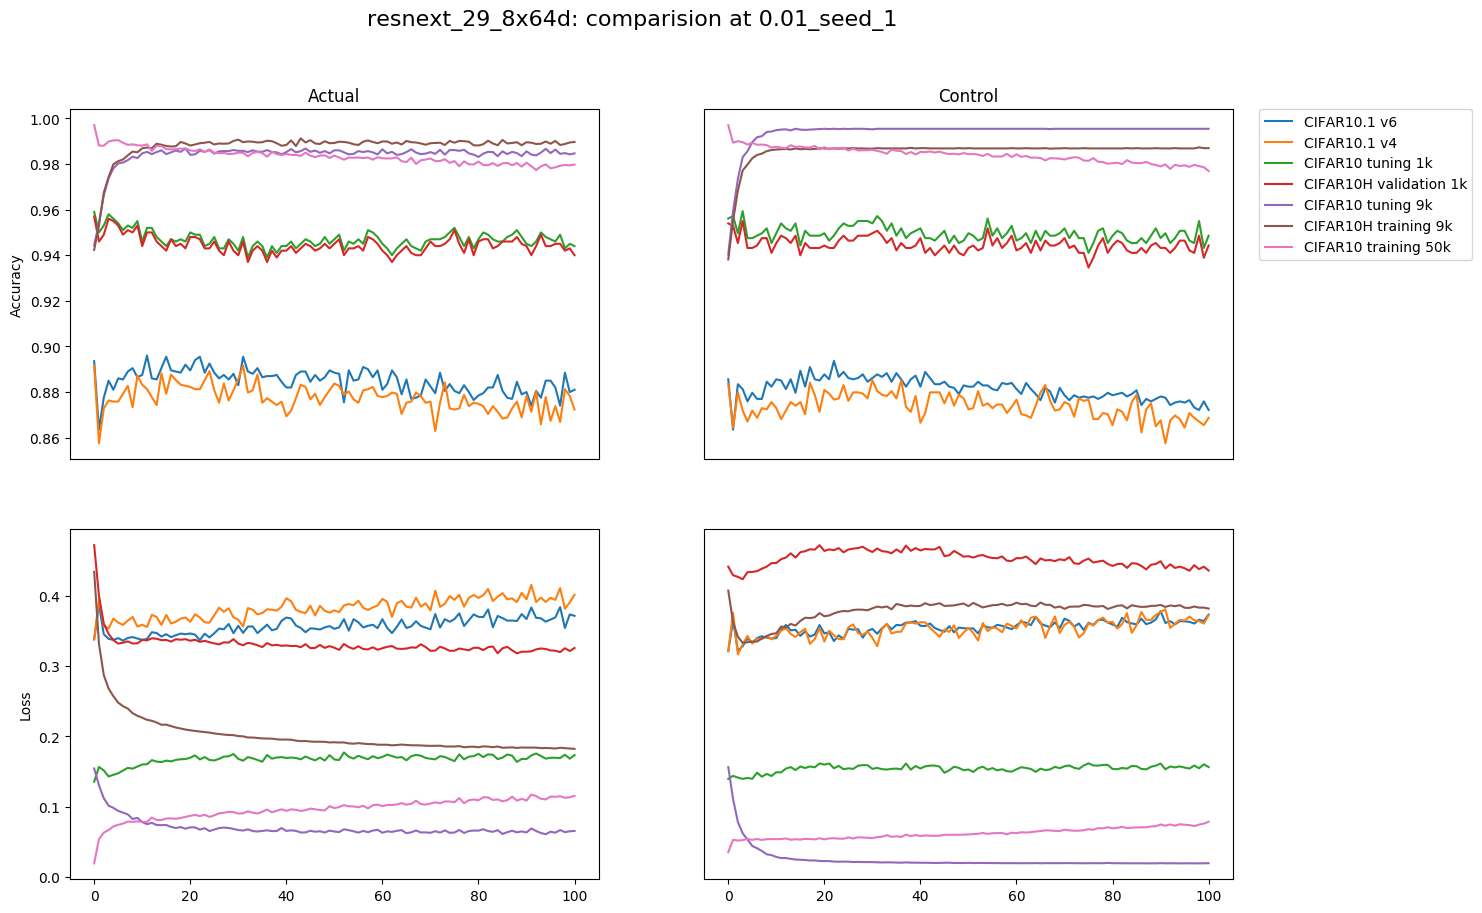 resnext_29_8x64d: comparision at 0.01_seed_1
Actual
Control
1.00
0.98
0.96
0.94
0.92
0.90
0.88
0.86
Accuracy
CIFAR10.1 v6
CIFAR10.1 v4
CIFAR10 tuning 1k
CIFAR10H validation 1k
CIFAR10 tuning 9k
CIFAR10H training 9k
CIFAR10 training 50k
0.4
0.3
0.2
0.1
0.0
Loss
0 20 40 60 80 100
0 20 40 60 80 100